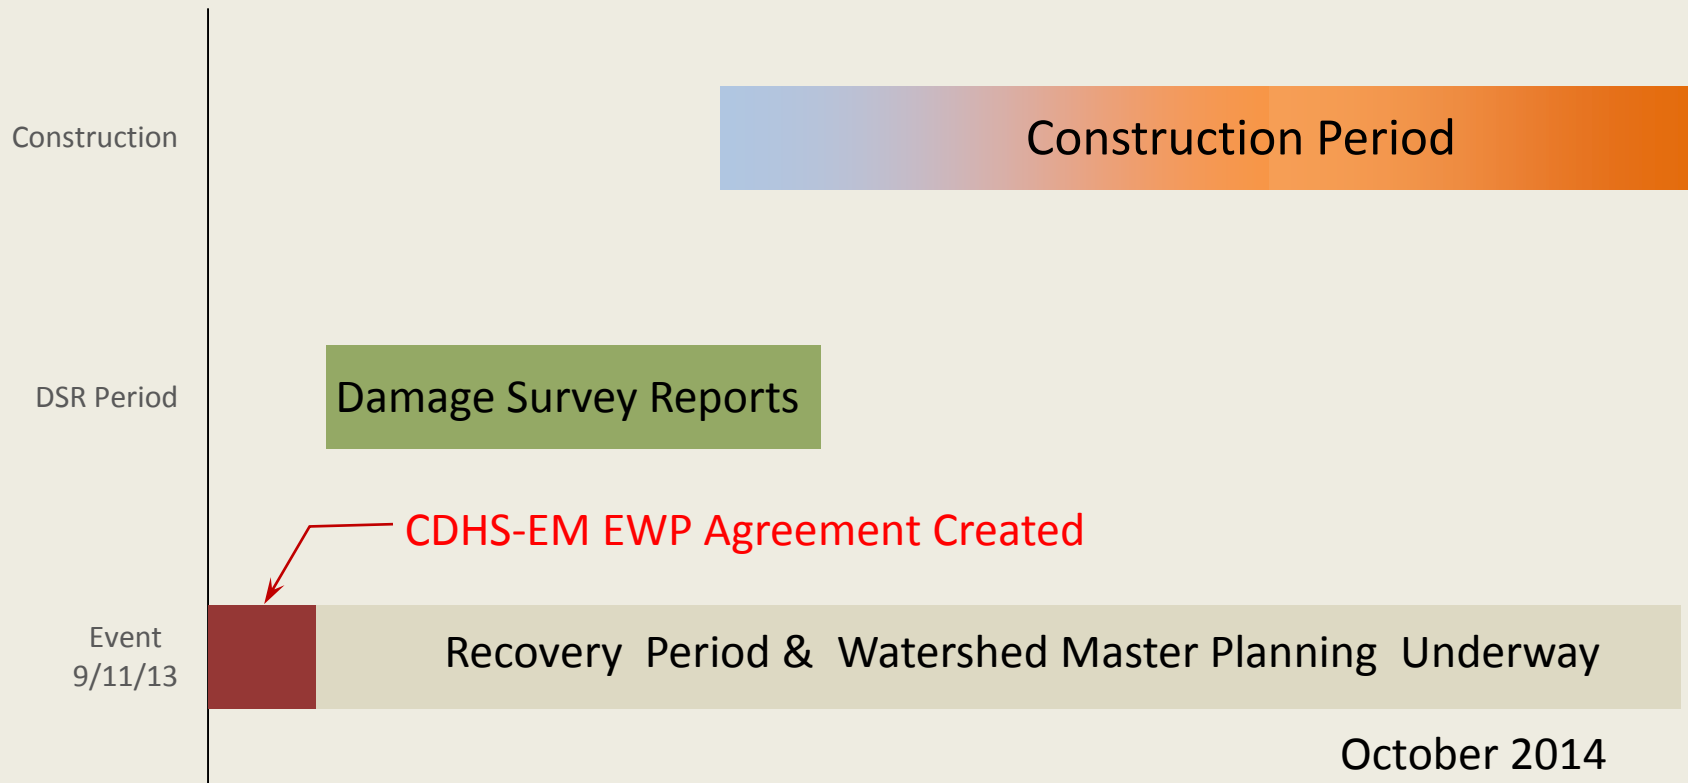 Construction
Construction Period
DSR Period
Damage Survey Reports
CDHS-EM EWP Agreement Created
Event
9/11/13
Recovery Period & Watershed Master Planning Underway
October 2014